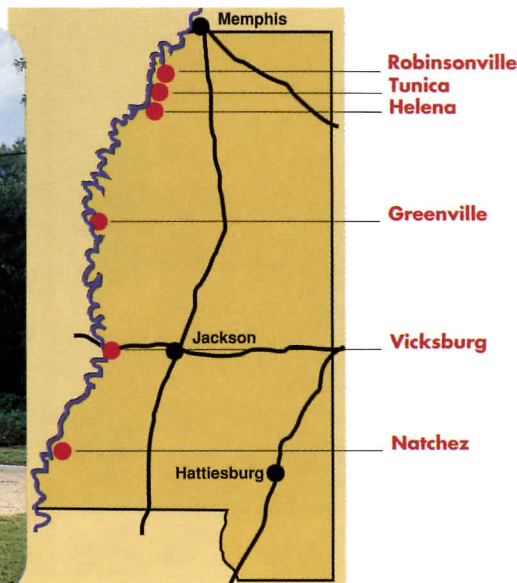 Memphis
Robinsonville
Tunica
Helena
Greenville
Jackson
Vicksburg
Natchez
Hattiesburg